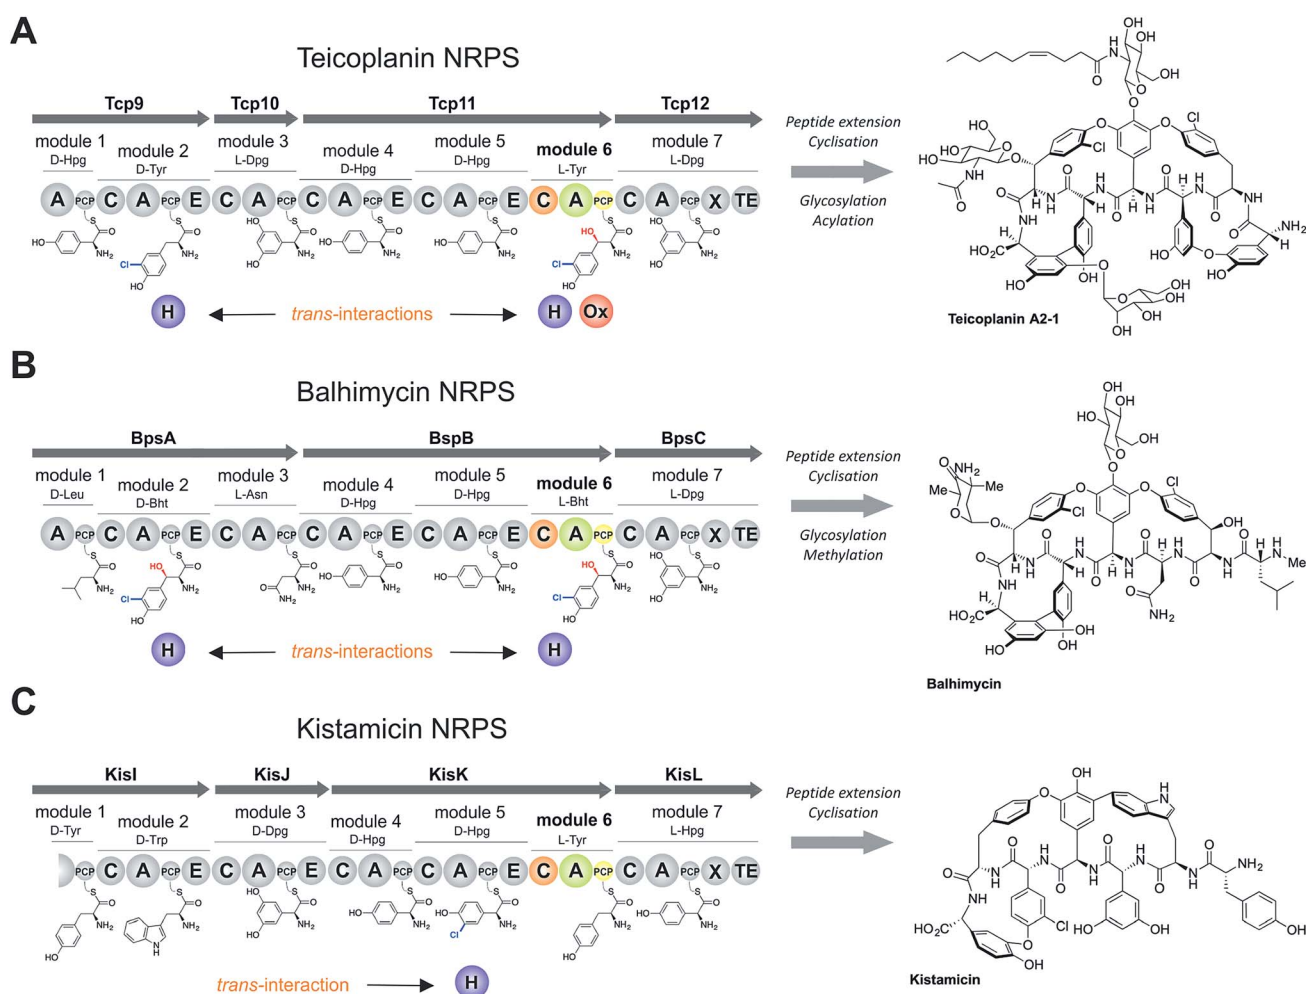 A
Teicoplanin NRPS
Tcp9 Tcp10 Tcp11 Tcp12
module 1 module 2 module 3 module 4 module 5 module 6 module 7
D-Hpg D-Tyr L-Dpg D-Hpg D-Hpg L-Tyr L-Dpg
A PCP C A PCP E C A PCP C A PCP E C A PCP E C A PCP C A PCP X TE
H trans-interactions H Ox
Peptide extension
Cyclisation
Glycosylation
Acylation
Teicoplanin A2-1
B
Balhimycin NRPS
BpsA BspB BpsC
module 1 module 2 module 3 module 4 module 5 module 6 module 7
D-Leu D-Bht L-Asn D-Hpg D-Hpg L-Bht L-Dpg
A PCP C A PCP E C A PCP C A PCP E C A PCP E C A PCP C A PCP X TE
H trans-interactions H
Peptide extension
Cyclisation
Glycosylation
Methylation
Balhimycin
C
Kistamicin NRPS
KisI KisJ KisK KisL
module 1 module 2 module 3 module 4 module 5 module 6 module 7
D-Tyr D-Trp D-Dpg D-Hpg D-Hpg L-Tyr L-Hpg
PCP C A PCP E C A PCP E C A PCP C A PCP E C A PCP C A PCP X TE
trans-interaction H
Peptide extension
Cyclisation
Kistamicin